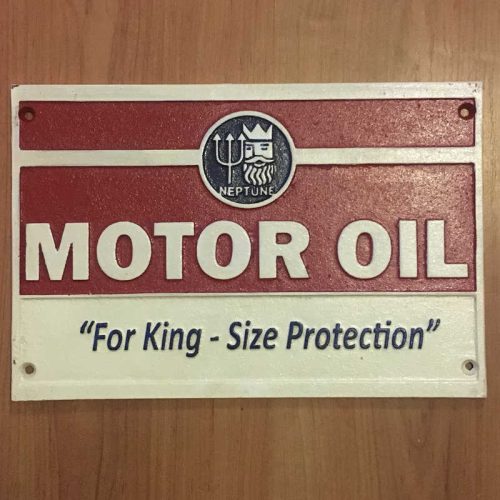 NEPTUNE
MOTOR OIL
“For King - Size Protection”